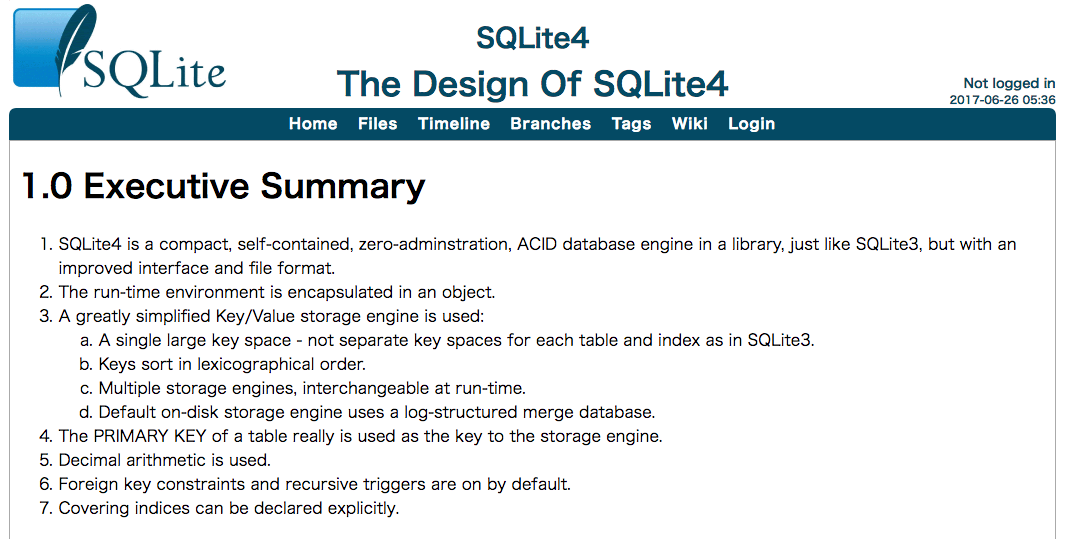 SQLite
SQLite4
The Design Of SQLite4
Not logged in
2017-06-26 05:36
Home Files Timeline Branches Tags Wiki Login
1.0 Executive Summary
1. SQLite4 is a compact, self-contained, zero-adminstration, ACID database engine in a library, just like SQLite3, but with an
improved interface and file format.
2. The run-time environment is encapsulated in an object.
3. A greatly simplified Key/Value storage engine is used:
a. A single large key space - not separate key spaces for each table and index as in SQLite3.
b. Keys sort in lexicographical order.
c. Multiple storage engines, interchangeable at run-time.
d. Default on-disk storage engine uses a log-structured merge database.
4. The PRIMARY KEY of a table really is used as the key to the storage engine.
5. Decimal arithmetic is used.
6. Foreign key constraints and recursive triggers are on by default.
7. Covering indices can be declared explicitly.